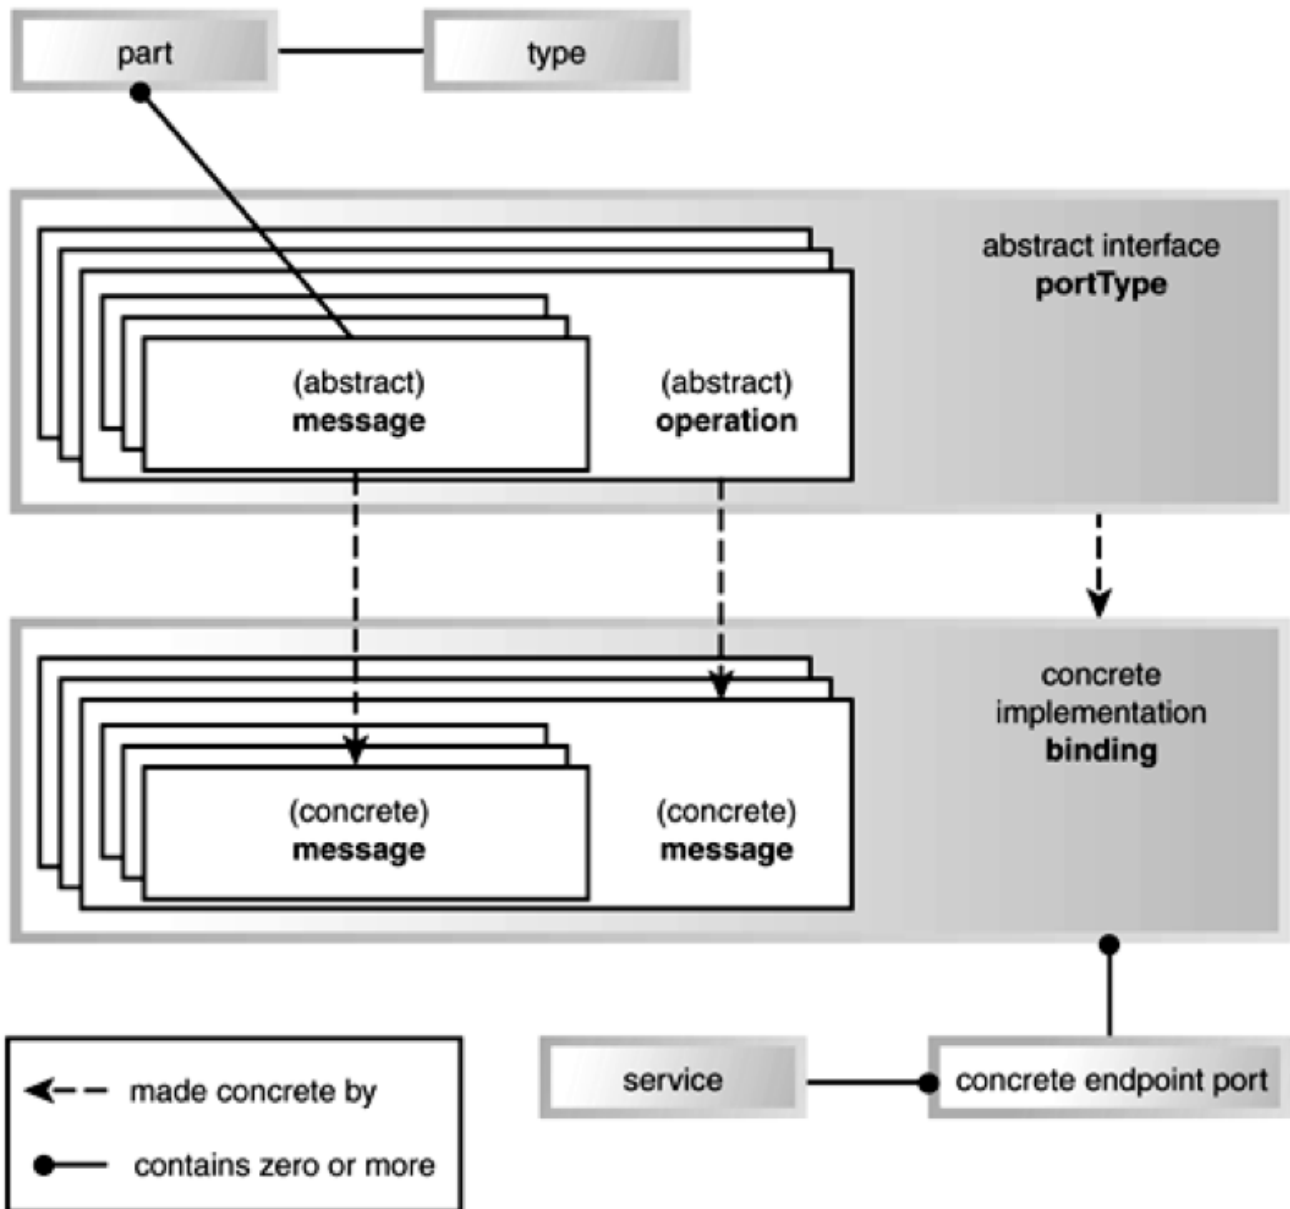 part
type
abstract interface
portType
(abstract)
message
(abstract)
operation
concrete
implementation
binding
(concrete)
message
(concrete)
message
service
concrete endpoint port
made concrete by
contains zero or more